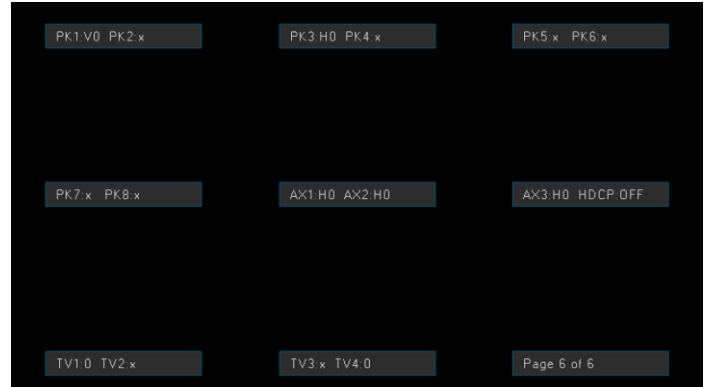 PK1:V0 PK2:x
PK3:H0 PK4:x
PK5:x PK6:x
PK7:x PK8:x
AX1:H0 AX2:H0
AX3:H0 HDCP:OFF
TV1:0 TV2:x
TV3:x TV4:0
Page 6 of 6